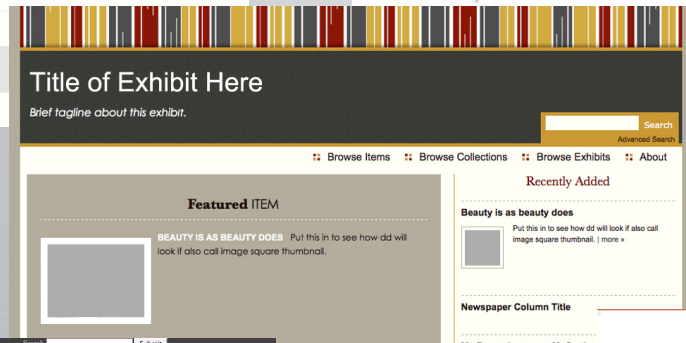 Title of Exhibit Here
Brief tagline about this exhibit.
Search
Advanced Search
Browse Items Browse Collections Browse Exhibits About
Featured ITEM
BEAUTY IS AS BEAUTY DOES Put this in to see how dd will
look if also call image square thumbnail.
Recently Added
Beauty is as beauty does
Put this in to see how dd will look if also call
image square thumbnail. | more »
Newspaper Column Title